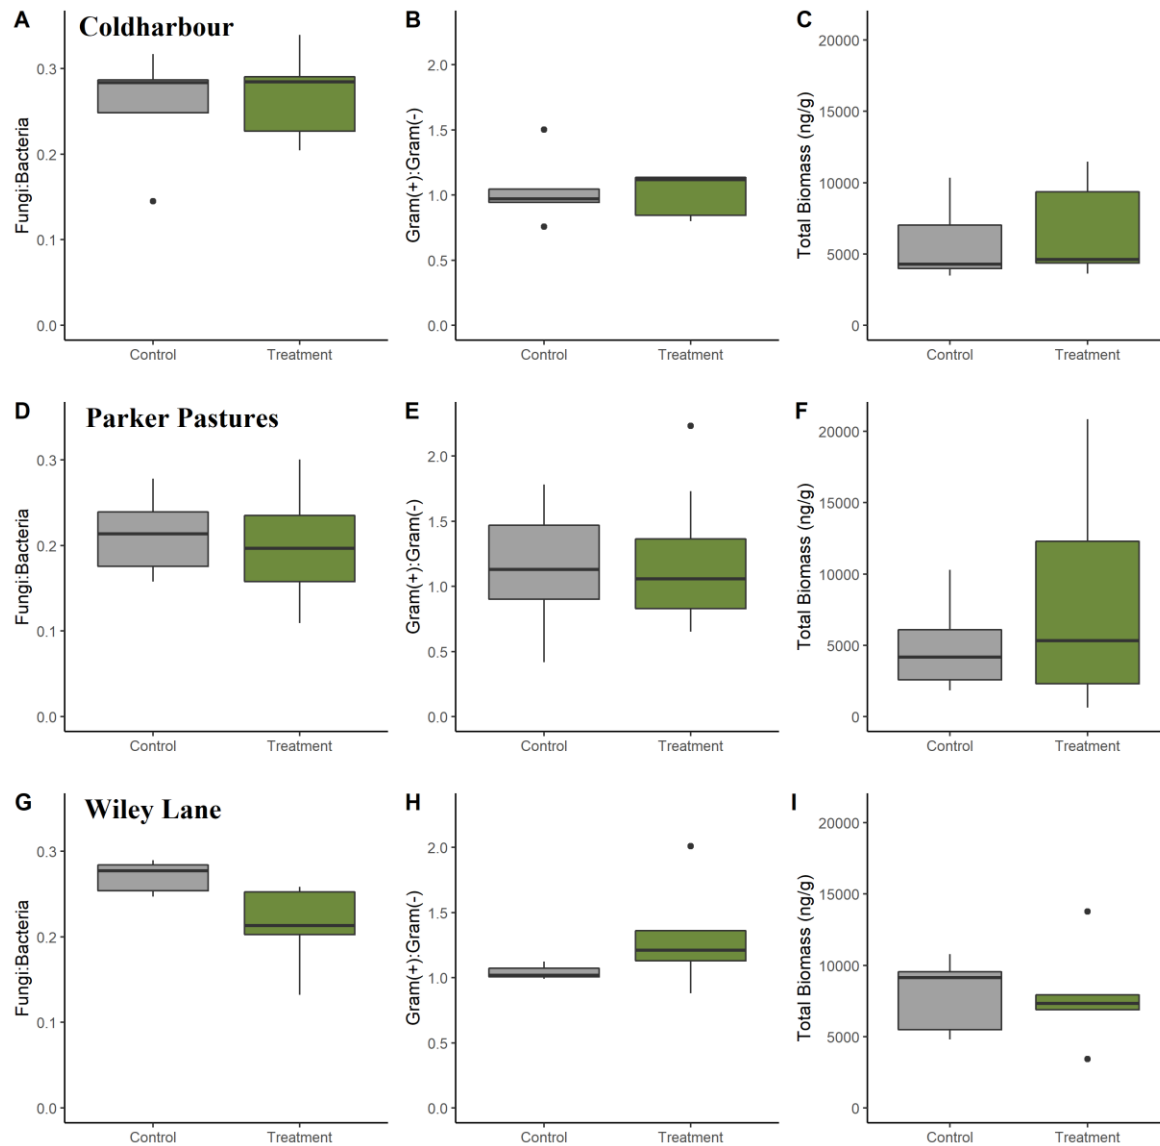 A
Coldharbour
Fungi:Bacteria
0.3
0.2
0.1
0.0
Control
Treatment
B
Gram(+):Gram(-)
2.0
1.5
1.0
0.5
0.0
Control
Treatment
C
Total Biomass (ng/g)
20000
15000
10000
5000
0
Control
Treatment
D
Parker Pastures
Fungi:Bacteria
0.3
0.2
0.1
0.0
Control
Treatment
E
Gram(+):Gram(-)
2.0
1.5
1.0
0.5
0.0
Control
Treatment
F
Total Biomass (ng/g)
20000
15000
10000
5000
0
Control
Treatment
G
Wiley Lane
Fungi:Bacteria
0.3
0.2
0.1
0.0
Control
Treatment
H
Gram(+):Gram(-)
2.0
1.5
1.0
0.5
0.0
Control
Treatment
I
Total Biomass (ng/g)
20000
15000
10000
5000
0
Control
Treatment